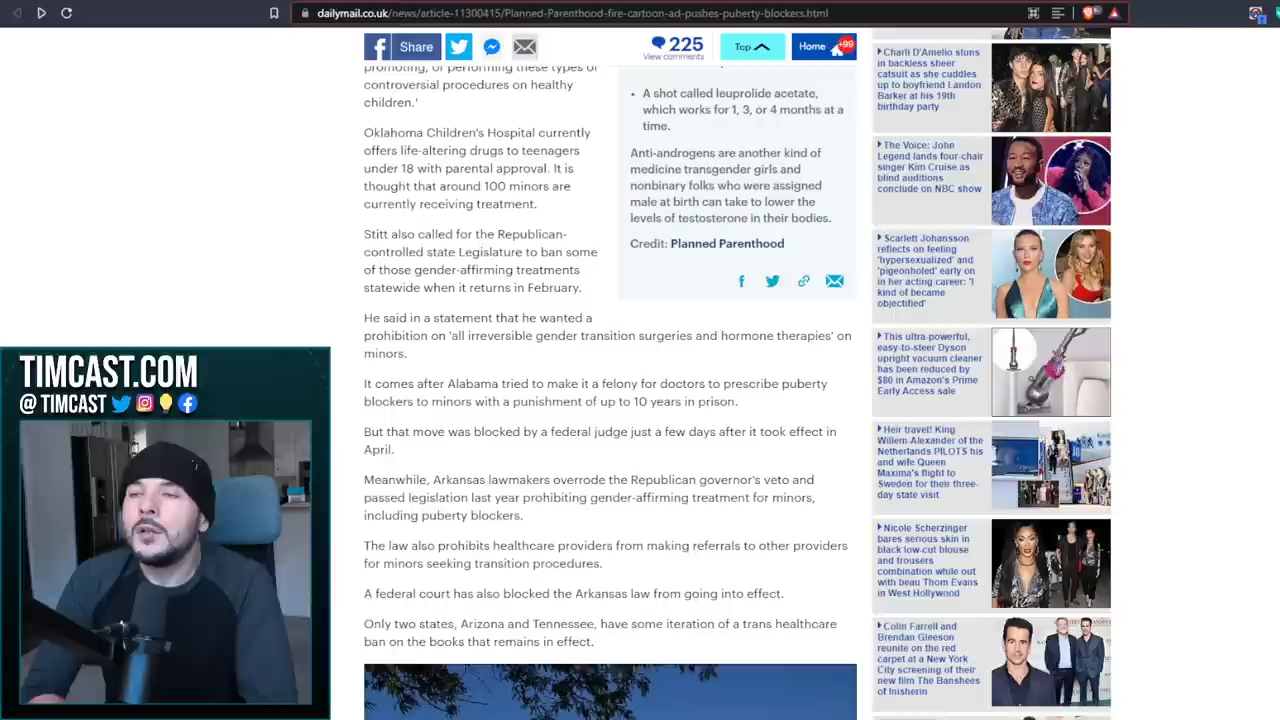 dailymail.co.uk/news/article-11300415/Planned-Parenthood-fire-cartoon-ad-pushes-puberty-blockers.html
Share
225
View comments
Top
Home
+99
promoting, or performing these types of
controversial procedures on healthy
children.'
Oklahoma Children's Hospital currently
offers life-altering drugs to teenagers
under 18 with parental approval. It is
thought that around 100 minors are
currently receiving treatment.
Stitt also called for the Republican-
controlled state Legislature to ban some
of those gender-affirming treatments
statewide when it returns in February.
He said in a statement that he wanted a
prohibition on 'all irreversible gender transition surgeries and hormone therapies' on
minors.
It comes after Alabama tried to make it a felony for doctors to prescribe puberty
blockers to minors with a punishment of up to 10 years in prison.
But that move was blocked by a federal judge just a few days after it took effect in
April.
Meanwhile, Arkansas lawmakers overrode the Republican governor's veto and
passed legislation last year prohibiting gender-affirming treatment for minors,
including puberty blockers.
The law also prohibits healthcare providers from making referrals to other providers
for minors seeking transition procedures.
A federal court has also blocked the Arkansas law from going into effect.
Only two states, Arizona and Tennessee, have some iteration of a trans healthcare
ban on the books that remains in effect.
• A shot called leuprolide acetate,
which works for 1, 3, or 4 months at a
time.
Anti-androgens are another kind of
medicine transgender girls and
nonbinary folks who were assigned
male at birth can take to lower the
levels of testosterone in their bodies.
Credit: Planned Parenthood
Charli D'Amelio stuns
in backless sheer
catsuit as she cuddles
up to boyfriend Landon
Barker at his 19th
birthday party
The Voice: John
Legend lands four-chair
singer Kim Cruise as
blind auditions
conclude on NBC show
Scarlett Johansson
reflects on feeling
'hypersexualized' and
'pigeonholed' early on
in her acting career: 'I
kind of became
objectified'
This ultra-powerful,
easy-to-steer Dyson
upright vacuum cleaner
has been reduced by
$80 in Amazon's Prime
Early Access sale
Heir travel! King
Willem-Alexander of the
Netherlands PILOTS his
and wife Queen
Maxima's flight to
Sweden for their three-
day state visit
Nicole Scherzinger
bares serious skin in
black low-cut blouse
and trousers
combination while out
with beau Thom Evans
in West Hollywood
Colin Farrell and
Brendan Gleeson
reunite on the red
carpet at a New York
City screening of their
new film The Banshees
of Inisherin
TIMCAST.COM
@ TIMCAST